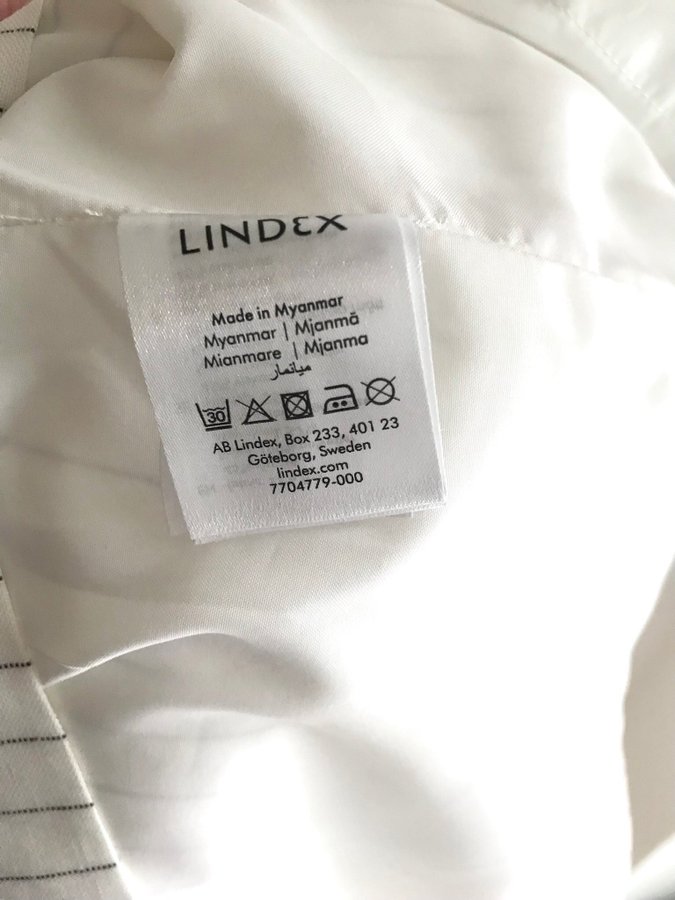 LINDEX
Made in Myanmar
Myanmar | Mjanmā
Mianmare | Mjanma
ميانمار
30
AB Lindex, Box 233, 401 23
Göteborg, Sweden
lindex.com
7704779-000